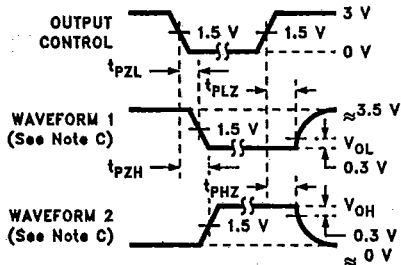 OUTPUT
CONTROL
1.5 V
1.5 V
3 V
0 V
tPZL
tPLZ
WAVEFORM 1
(See Note C)
1.5 V
≈3.5 V
VOL
0.3 V
tPZH
tPHZ
WAVEFORM 2
(See Note C)
1.5 V
VOH
0.3 V
≈ 0 V